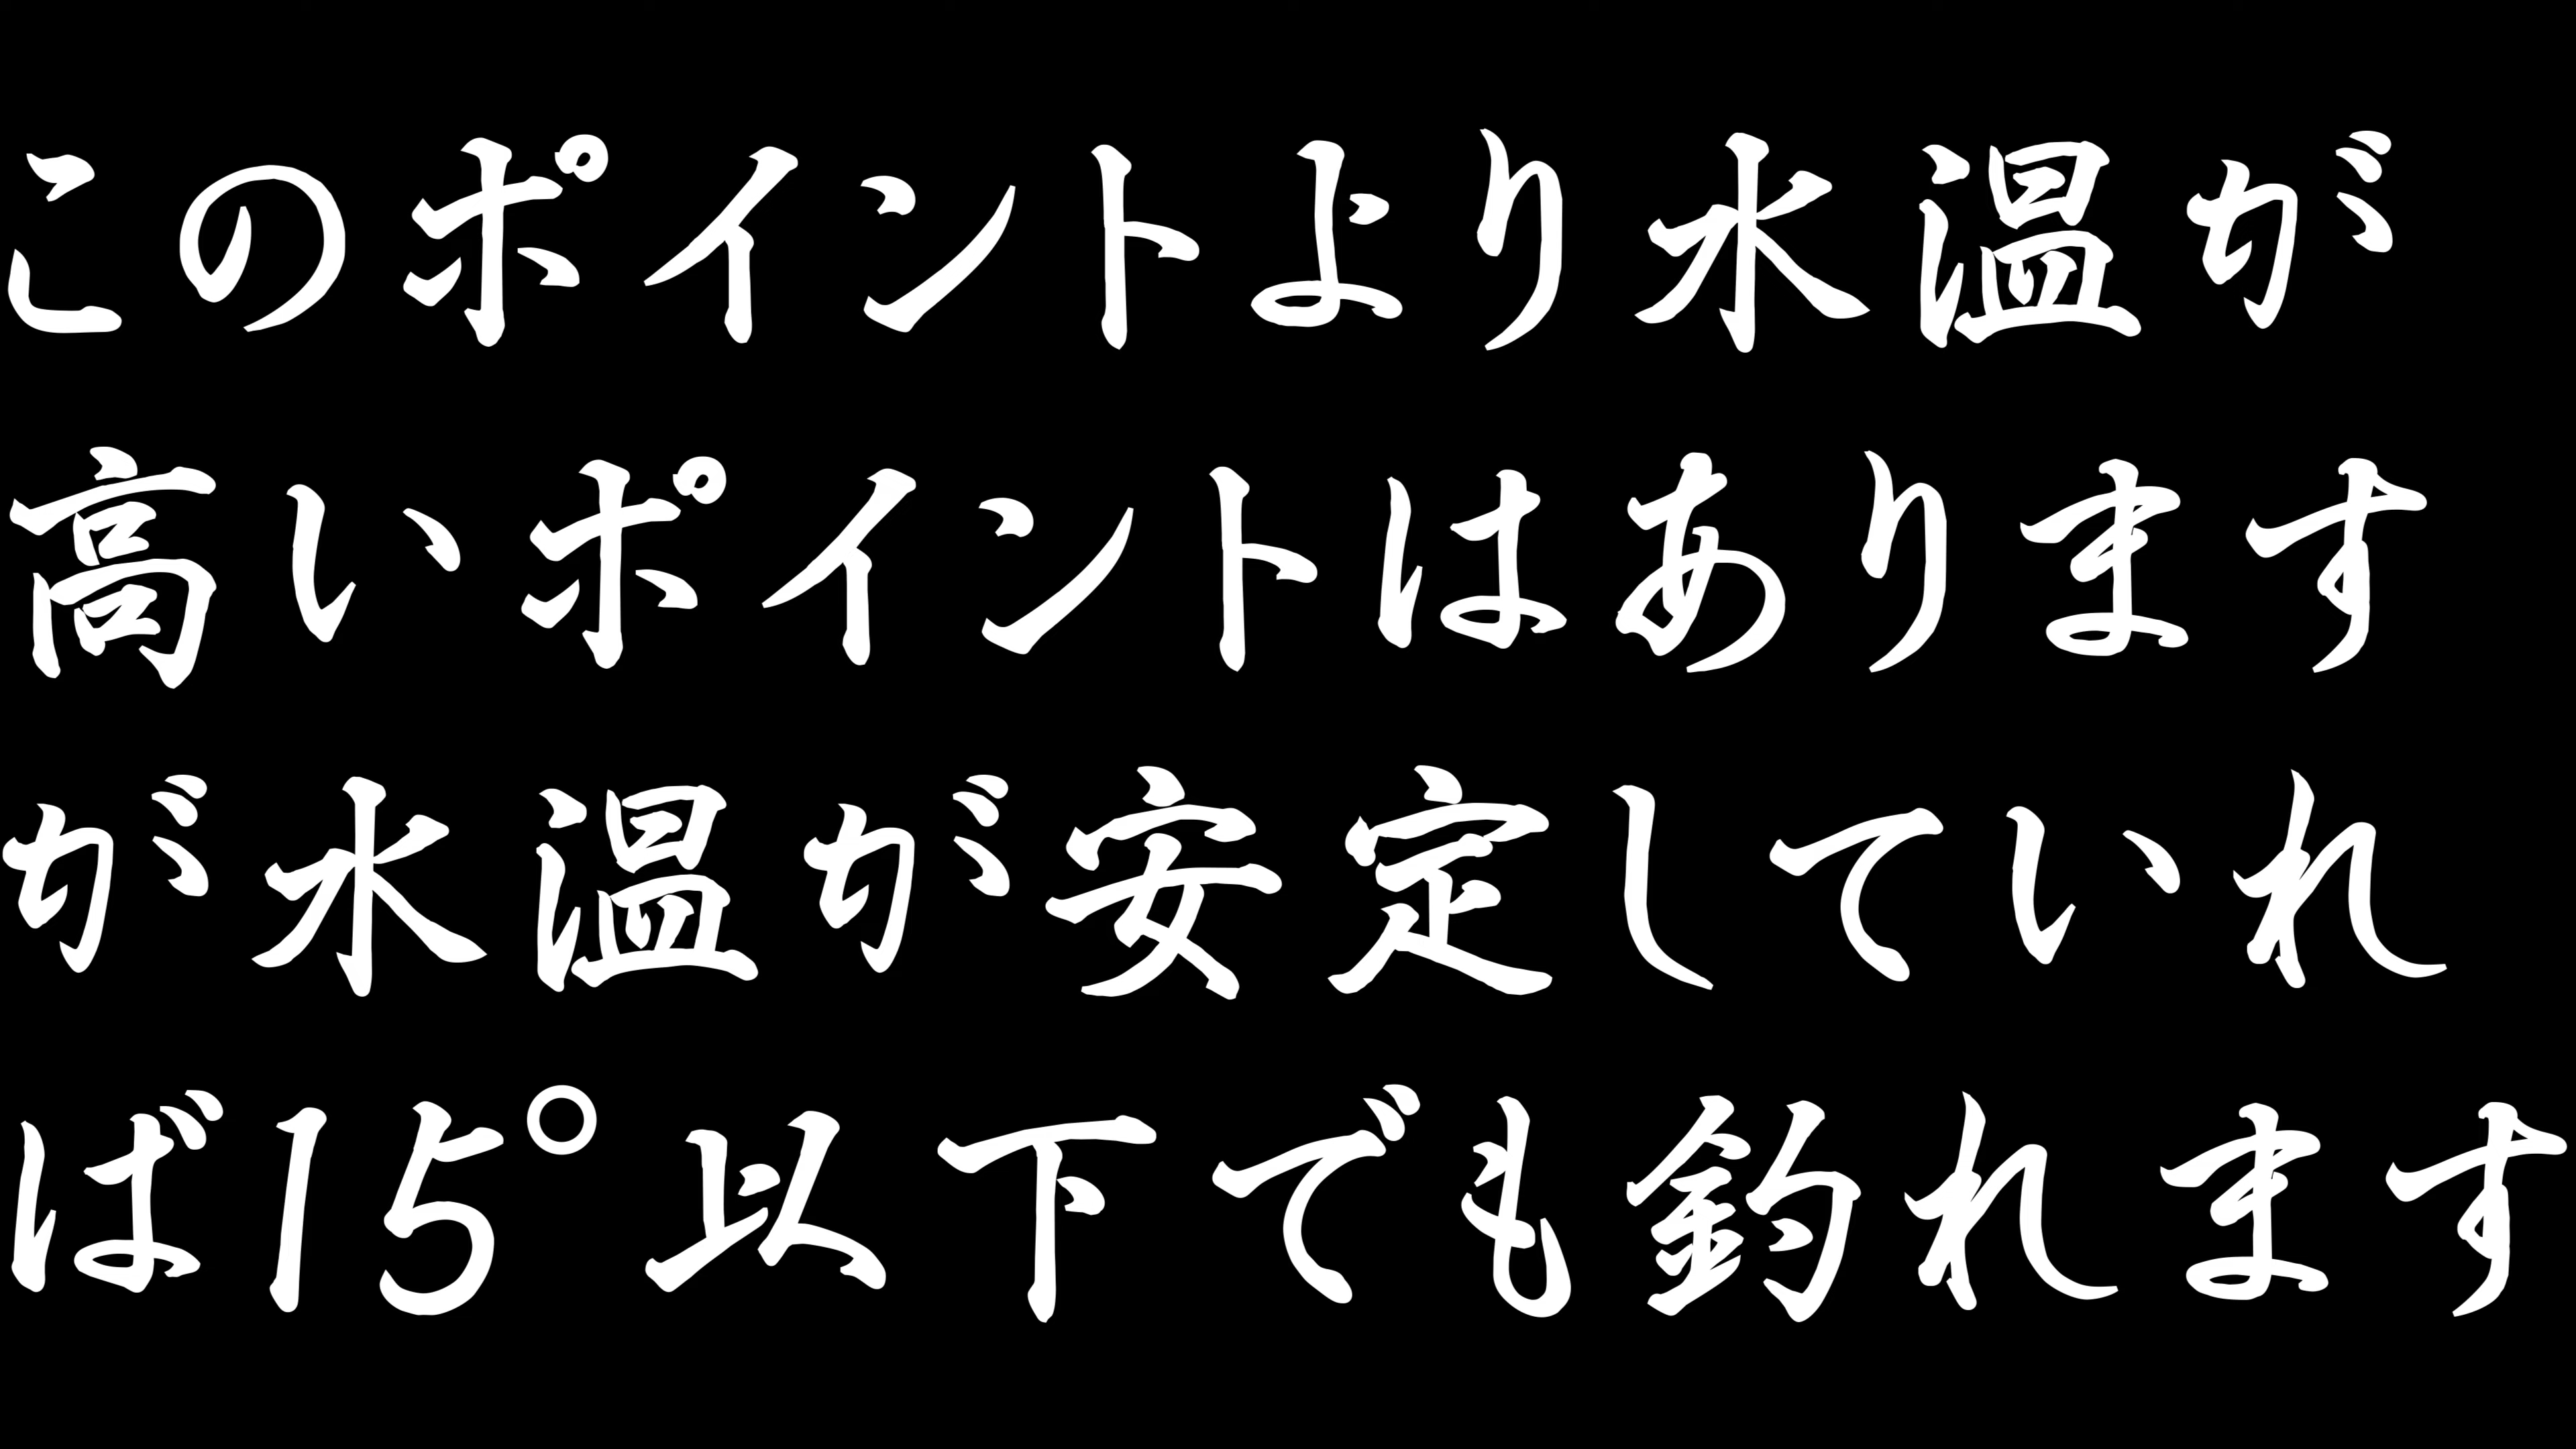 このポイントより水温が
高いポイントはあります
が水温が安定していれ
ば15°以下でも釣れます